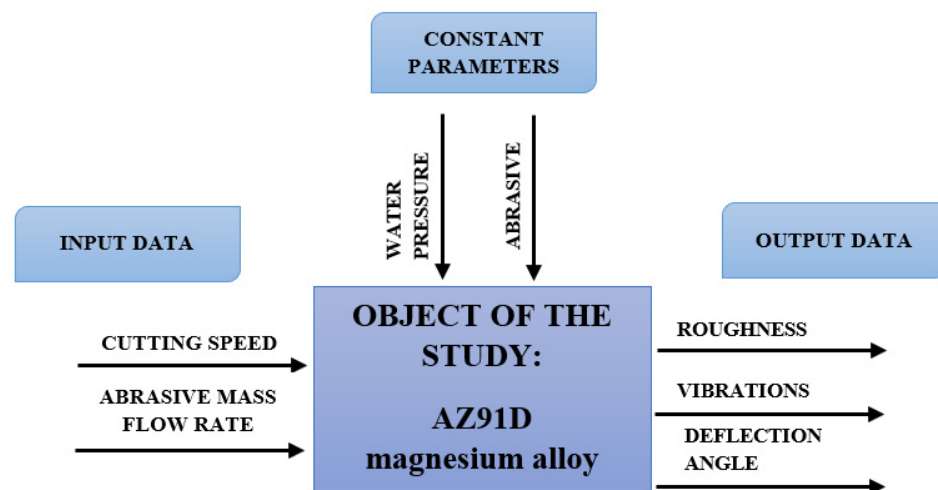 CONSTANT
PARAMETERS
WATER
PRESSURE
ABRASIVE
INPUT DATA
OUTPUT DATA
CUTTING SPEED
ABRASIVE MASS
FLOW RATE
OBJECT OF THE
STUDY:
AZ91D
magnesium alloy
ROUGHNESS
VIBRATIONS
DEFLECTION
ANGLE